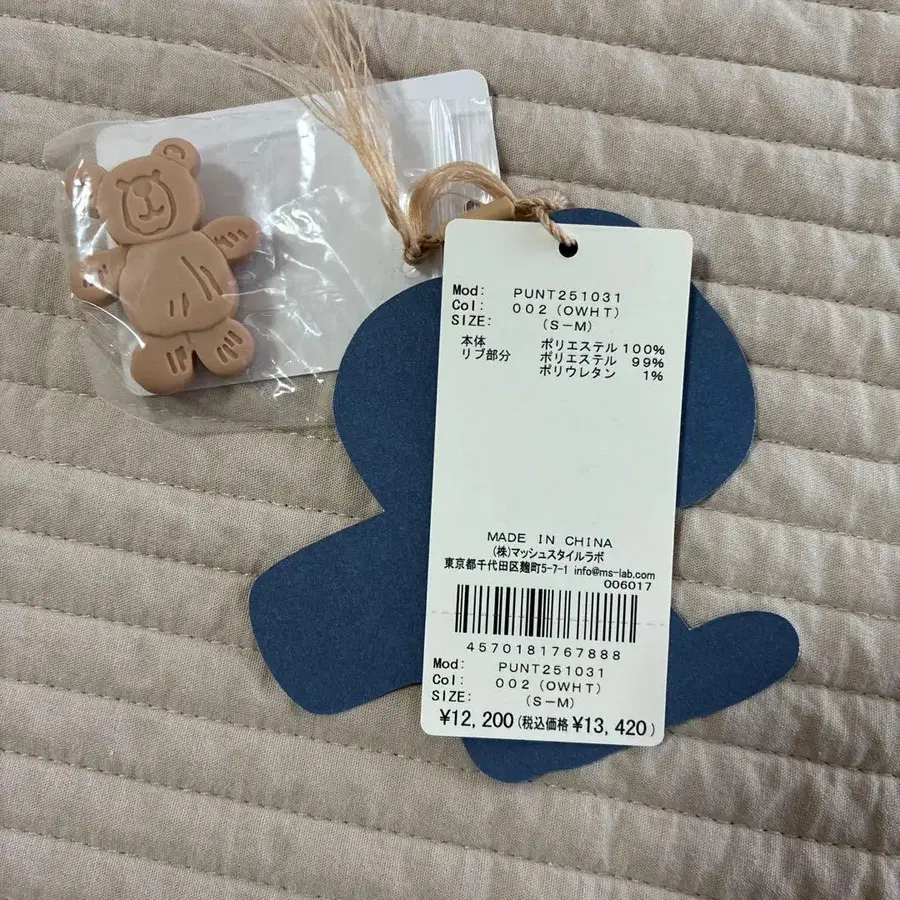 Mod: PUNT251031
Col: 002 (OWHT)
SIZE: (S-M)
本体 ポリエステル 100%
リブ部分 ポリエステル 99%
ポリウレタン 1%
MADE IN CHINA
(株)マッシュスタイルラボ
東京都千代田区麹町5-7-1 info@ms-lab.com
006017
4570181767888
Mod: PUNT251031
Col: 002 (OWHT)
SIZE: (S-M)
¥12,200(税込価格¥13,420)